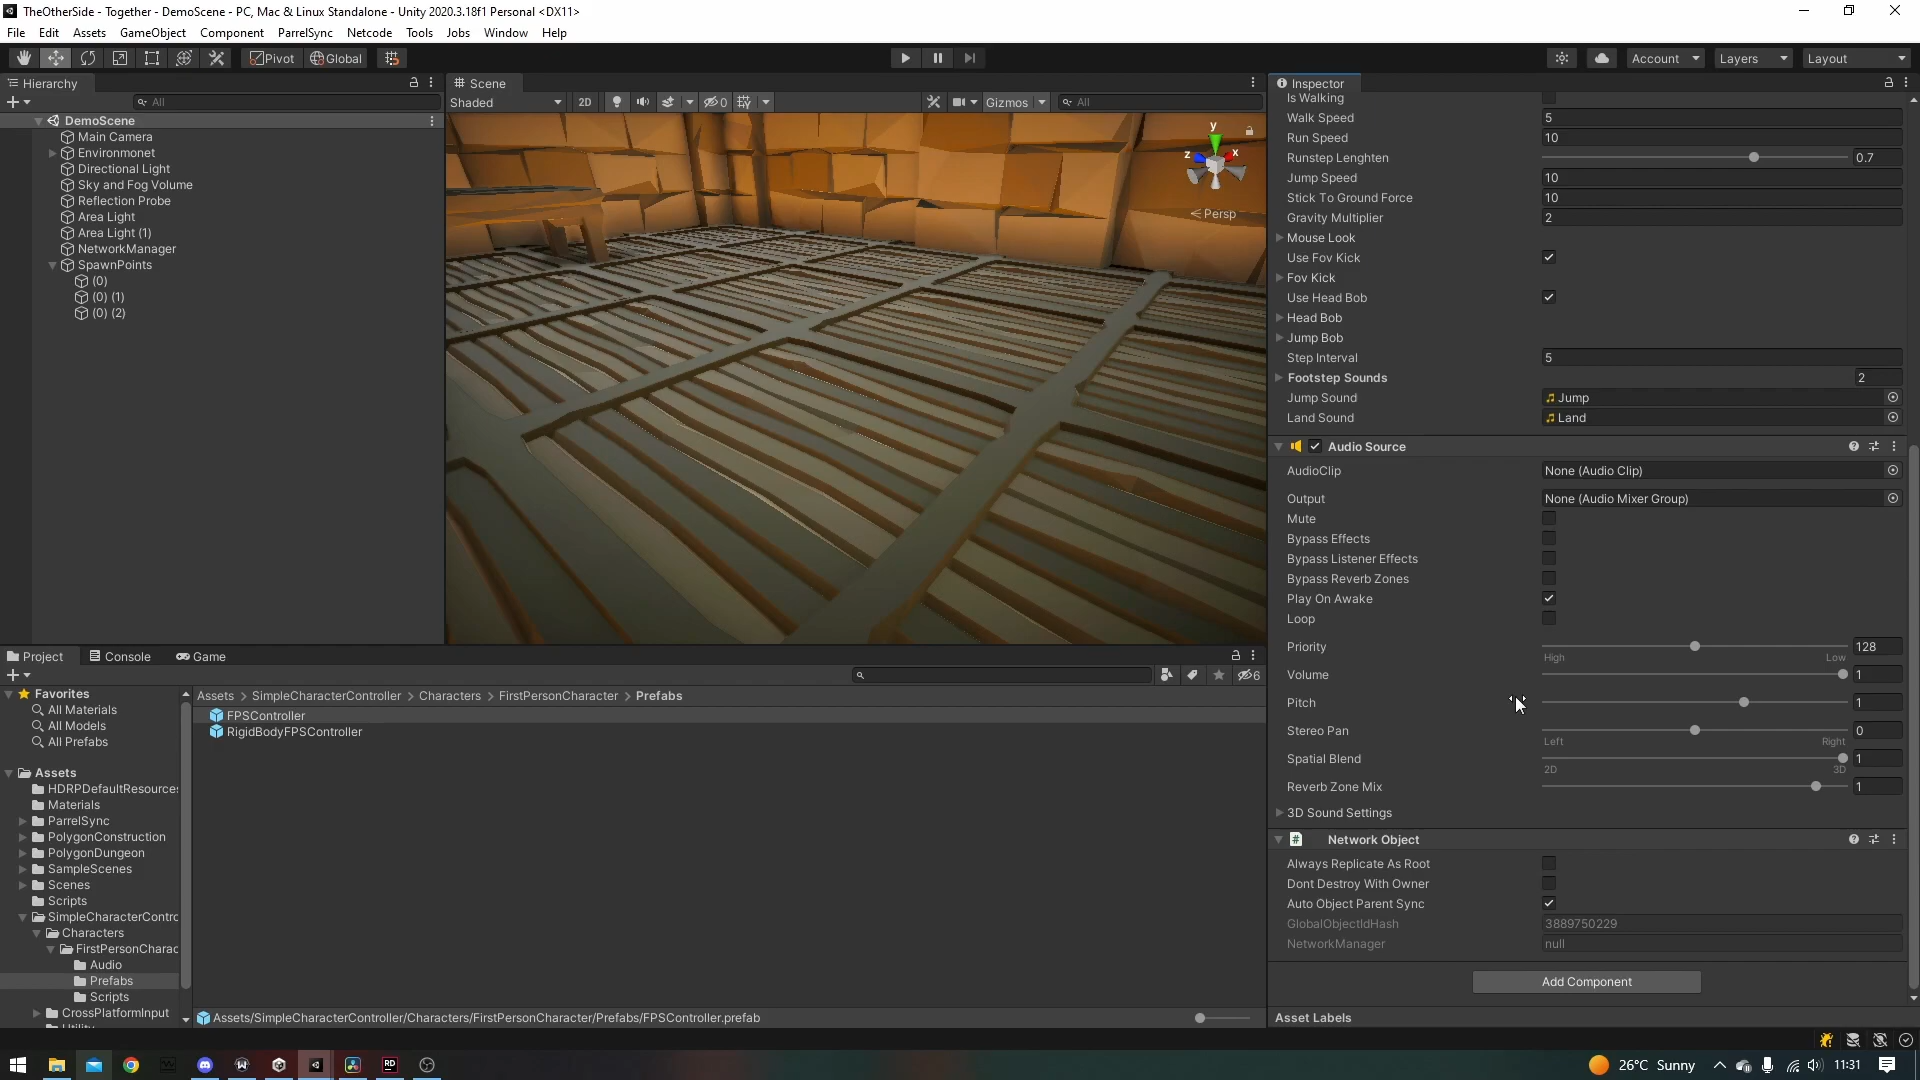 TheOtherSide - Together - DemoScene - PC, Mac & Linux Standalone - Unity 2020.3.18f1 Personal <DX11>
File Edit Assets GameObject Component ParrelSync Netcode Tools Jobs Window Help
Pivot Global Account Layers Layout
Hierarchy
All
DemoScene
Main Camera
Environmonet
Directional Light
Sky and Fog Volume
Reflection Probe
Area Light
Area Light (1)
NetworkManager
SpawnPoints
(0)
(0) (1)
(0) (2)
Scene
Shaded 2D 0 Gizmos All
y
z x
Persp
Inspector
Is Walking
Walk Speed 5
Run Speed 10
Runstep Lenghten 0.7
Jump Speed 10
Stick To Ground Force 10
Gravity Multiplier 2
Mouse Look
Use Fov Kick
Fov Kick
Use Head Bob
Head Bob
Jump Bob
Step Interval 5
Footstep Sounds 2
Jump Sound Jump
Land Sound Land
Audio Source
AudioClip None (Audio Clip)
Output None (Audio Mixer Group)
Mute
Bypass Effects
Bypass Listener Effects
Bypass Reverb Zones
Play On Awake
Loop
Priority 128
High Low
Volume 1
Pitch 1
Stereo Pan 0
Left Right
Spatial Blend 1
2D 3D
Reverb Zone Mix 1
3D Sound Settings
# Network Object
Always Replicate As Root
Dont Destroy With Owner
Auto Object Parent Sync
GlobalObjectIdHash 3889750229
NetworkManager null
Add Component
Asset Labels
Project Console Game
6
Favorites
All Materials
All Models
All Prefabs
Assets
HDRPDefaultResources
Materials
ParrelSync
PolygonConstruction
PolygonDungeon
SampleScenes
Scenes
Scripts
SimpleCharacterContro
Characters
FirstPersonCharac
Audio
Prefabs
Scripts
CrossPlatformInput
Assets > SimpleCharacterController > Characters > FirstPersonCharacter > Prefabs
FPSController
RigidBodyFPSController
Assets/SimpleCharacterController/Characters/FirstPersonCharacter/Prefabs/FPSController.prefab
RD
26°C Sunny 11:31